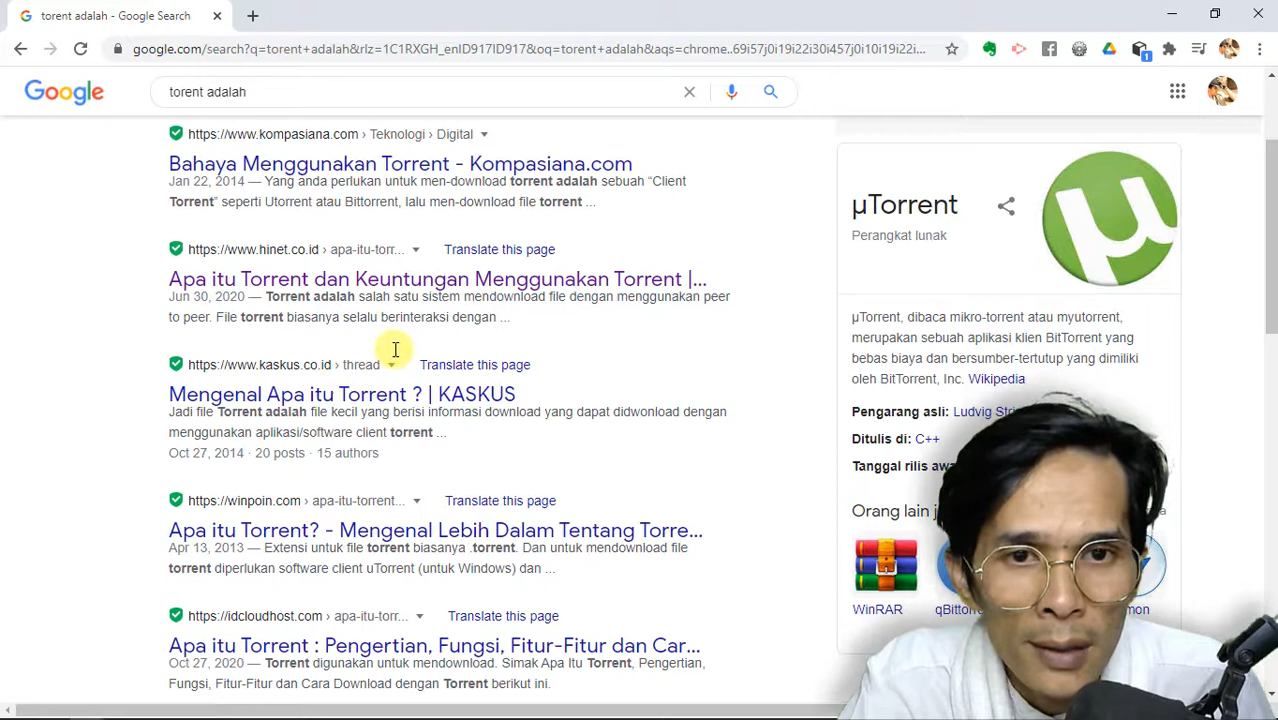 torent adalah - Google Search
google.com/search?q=torent+adalah&rlz=1C1RXGH_enID917ID917&oq=torent+adalah&aqs=chrome...69i57j0i19i22i30i457j0i10i19i22i...
1
Google
torent adalah
https://www.kompasiana.com › Teknologi › Digital
Bahaya Menggunakan Torrent - Kompasiana.com
Jan 22, 2014 — Yang anda perlukan untuk men-download torrent adalah sebuah “Client
Torrent” seperti Utorrent atau Bittorrent, lalu men-download file torrent ...
https://www.hinet.co.id › apa-itu-torr... Translate this page
Apa itu Torrent dan Keuntungan Menggunakan Torrent |...
Jun 30, 2020 — Torrent adalah salah satu sistem mendownload file dengan menggunakan peer
to peer. File torrent biasanya selalu berinteraksi dengan ...
https://www.kaskus.co.id › thread Translate this page
Mengenal Apa itu Torrent ? | KASKUS
Jadi file Torrent adalah file kecil yang berisi informasi download yang dapat didwonload dengan
menggunakan aplikasi/software client torrent ...
Oct 27, 2014 · 20 posts · 15 authors
https://winpoin.com › apa-itu-torrent... Translate this page
Apa itu Torrent? - Mengenal Lebih Dalam Tentang Torre...
Apr 13, 2013 — Extensi untuk file torrent biasanya .torrent. Dan untuk mendownload file
torrent diperlukan software client uTorrent (untuk Windows) dan ...
https://idcloudhost.com › apa-itu-torr... Translate this page
Apa itu Torrent : Pengertian, Fungsi, Fitur-Fitur dan Car...
Oct 27, 2020 — Torrent digunakan untuk mendownload. Simak Apa Itu Torrent, Pengertian,
Fungsi, Fitur-Fitur dan Cara Download dengan Torrent berikut ini.
µTorrent
Perangkat lunak
µ
µTorrent, dibaca mikro-torrent atau myutorrent,
merupakan sebuah aplikasi klien BitTorrent yang
bebas biaya dan bersumber-tersembunyi yang dimiliki
oleh BitTorrent, Inc. Wikipedia
Pengarang asli: Ludvig
Ditulis di: C++
Tanggal rilis
Orang lain
WinRAR